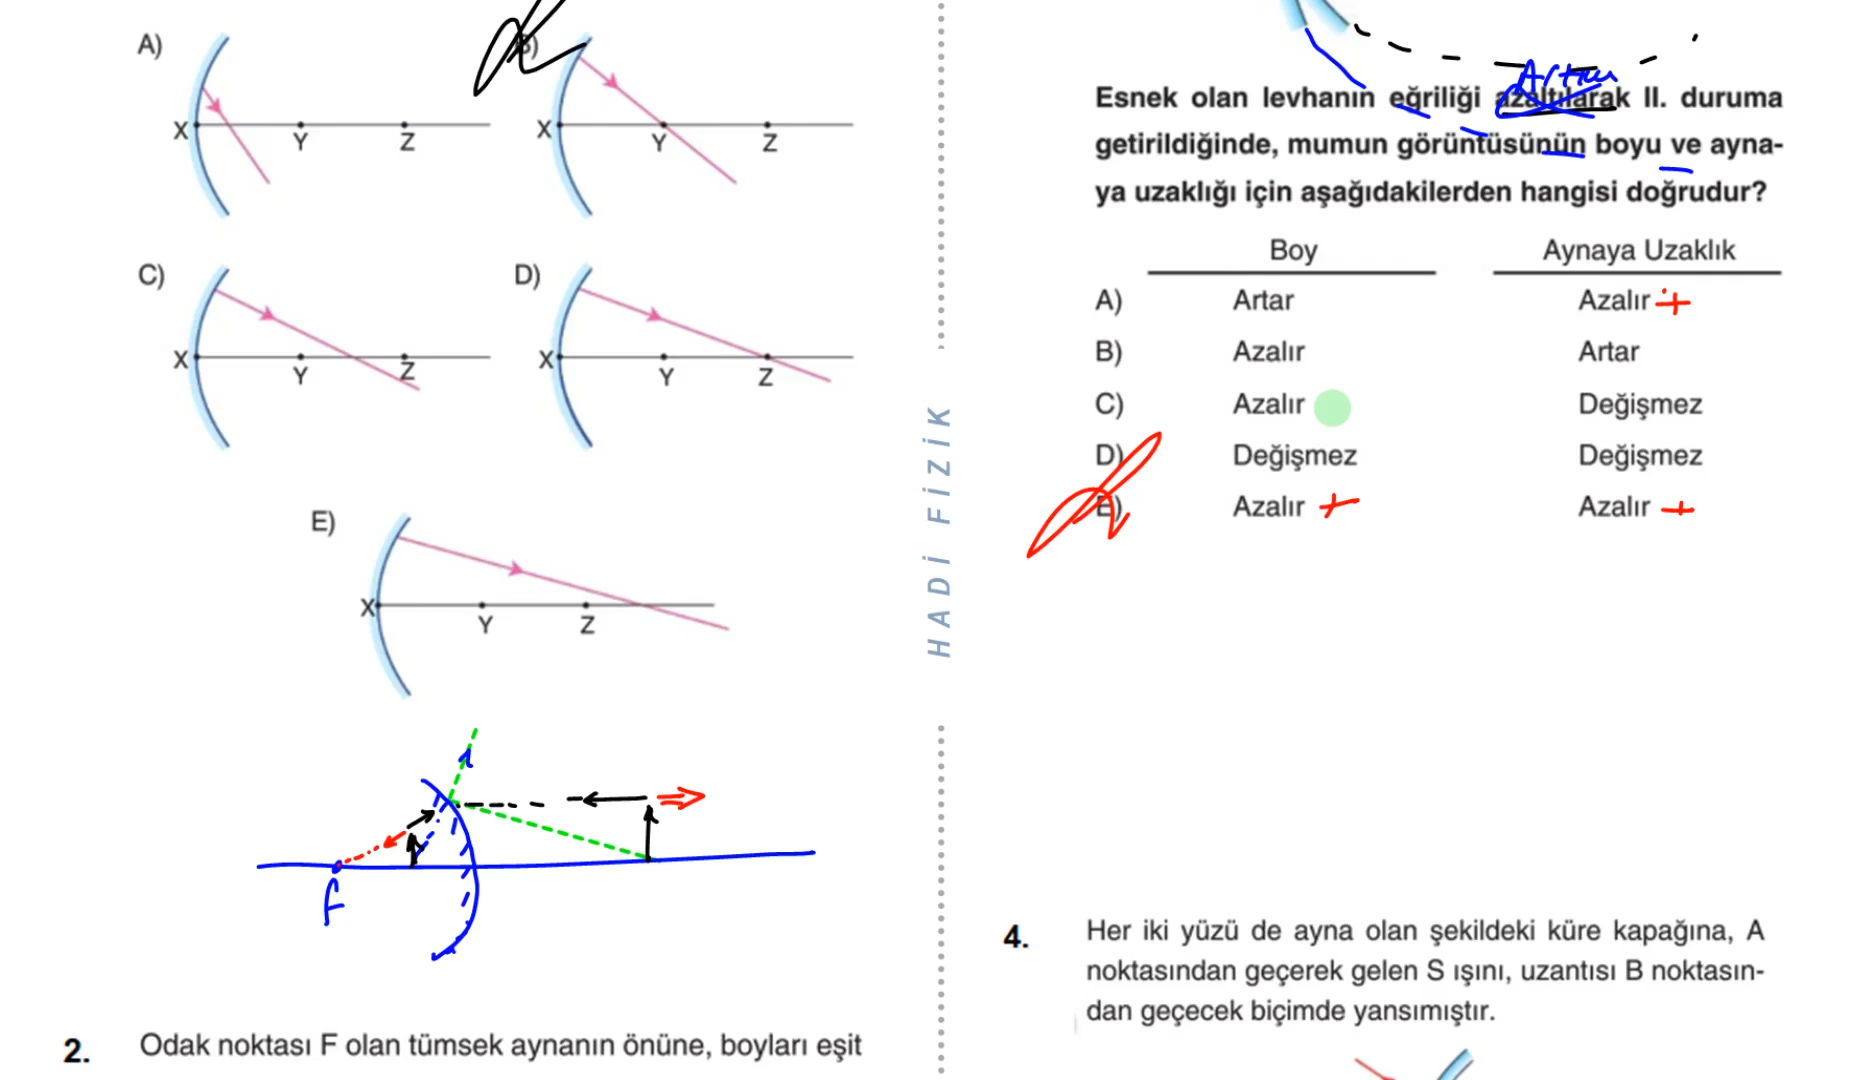 A)
X
Y
Z
B)
X
Y
Z
C)
X
Y
Z
D)
X
Y
Z
E)
X
Y
Z
F
2.
Odak noktası F olan tümsek aynanın önüne, boyları eşit
HADİ FİZİK
Artar
Esnek olan levhanın eğriliği azaltılarak II. duruma
getirildiğinde, mumun görüntüsünün boyu ve ayna-
ya uzaklığı için aşağıdakilerden hangisi doğrudur?
Boy Aynaya Uzaklık
A) Artar Azalır +
B) Azalır Artar
C) Azalır Değişmez
D) Değişmez Değişmez
E) Azalır + Azalır +
4.
Her iki yüzü de ayna olan şekildeki küre kapağına, A
noktasından geçerek gelen S ışını, uzantısı B noktasın-
dan geçecek biçimde yansımıştır.